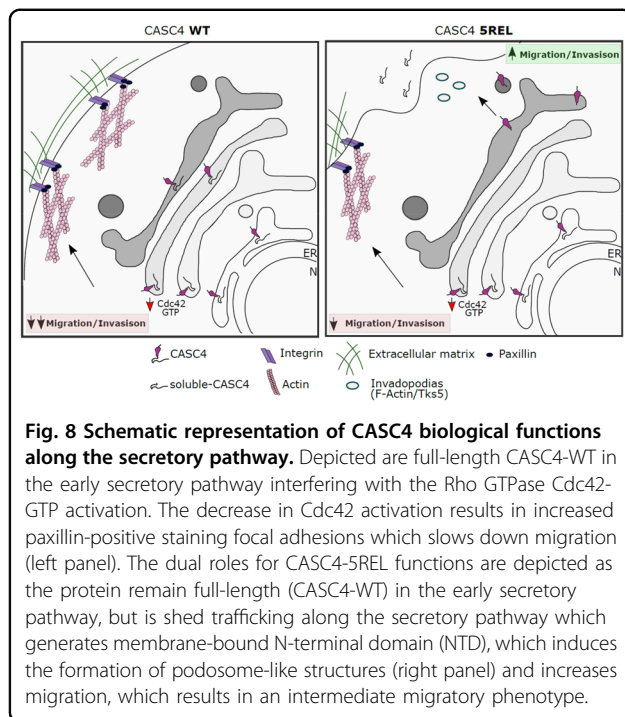 CASC4 WT
CASC4 5REL
Migration/Invasison
ER
N
Cdc42
GTP
Migration/Invasison
ER
N
Cdc42
GTP
Migration/Invasison
CASC4
Integrin
Extracellular matrix
Paxillin
soluble-CASC4
Actin
Invadopodias
(F-Actin/Tks5)
Fig. 8 Schematic representation of CASC4 biological functions
along the secretory pathway. Depicted are full-length CASC4-WT in
the early secretory pathway interfering with the Rho GTPase Cdc42-
GTP activation. The decrease in Cdc42 activation results in increased
paxillin-positive staining focal adhesions which slows down migration
(left panel). The dual roles for CASC4-5REL functions are depicted as
the protein remain full-length (CASC4-WT) in the early secretory
pathway, but is shed trafficking along the secretory pathway which
generates membrane-bound N-terminal domain (NTD), which induces
the formation of podosome-like structures (right panel) and increases
migration, which results in an intermediate migratory phenotype.